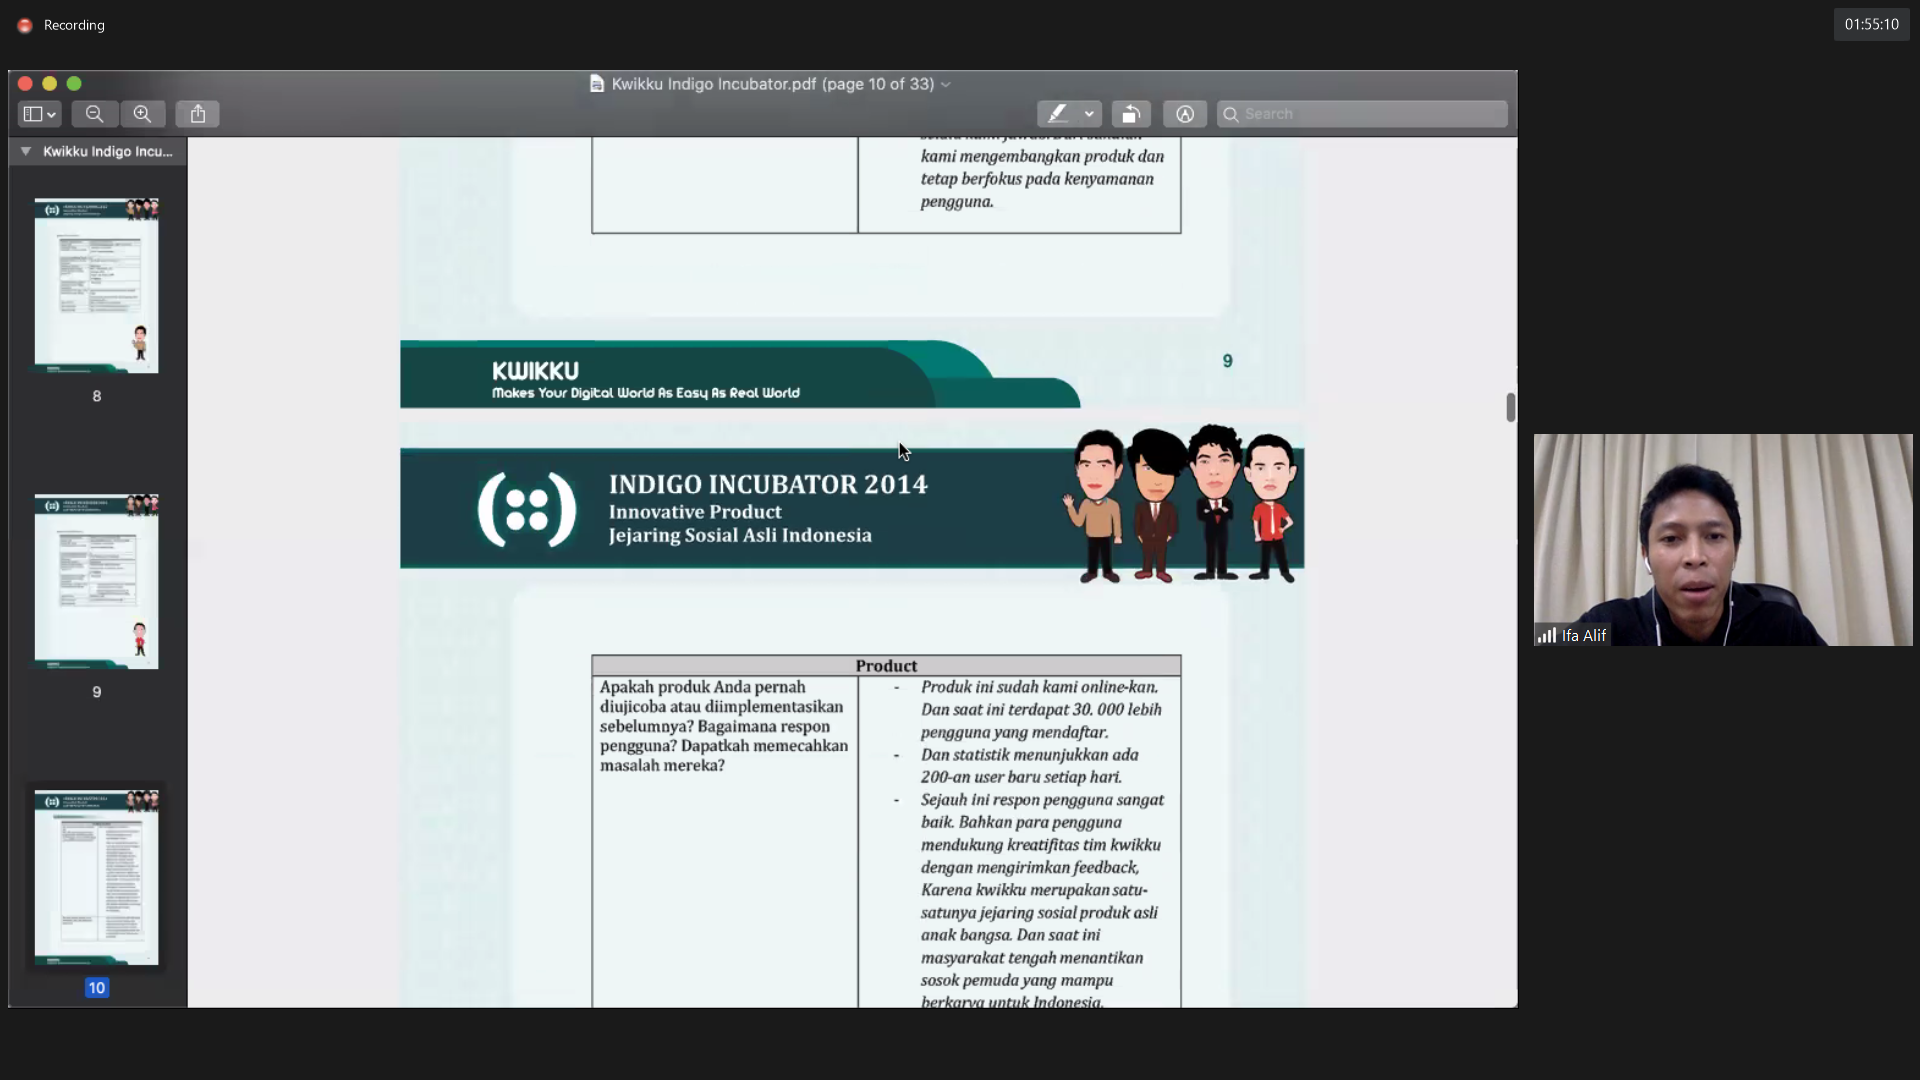 Recording
01:55:10
Kwikku Indigo Incubator.pdf (page 10 of 33)
Search
Kwikku Indigo Incu...
8
9
10
kami mengembangkan produk dan
tetap berfokus pada kenyamanan
pengguna.
KWIKKU
Makes Your Digital World As Easy As Real World
9
INDIGO INCUBATOR 2014
Innovative Product
Jejaring Sosial Asli Indonesia
Product
Apakah produk Anda pernah
diujicoba atau diimplementasikan
sebelumnya? Bagaimana respon
pengguna? Dapatkah memecahkan
masalah mereka?
- Produk ini sudah kami online-kan.
Dan saat ini terdapat 30. 000 lebih
pengguna yang mendaftar.
- Dan statistik menunjukkan ada
200-an user baru setiap hari.
- Sejauh ini respon pengguna sangat
baik. Bahkan para pengguna
mendukung kreatifitas tim kwikku
dengan mengirimkan feedback,
Karena kwikku merupakan satu-
satunya jejaring sosial produk asli
anak bangsa. Dan saat ini
masyarakat tengah menantikan
sosok pemuda yang mampu
berkarya untuk Indonesia.
Ifa Alif